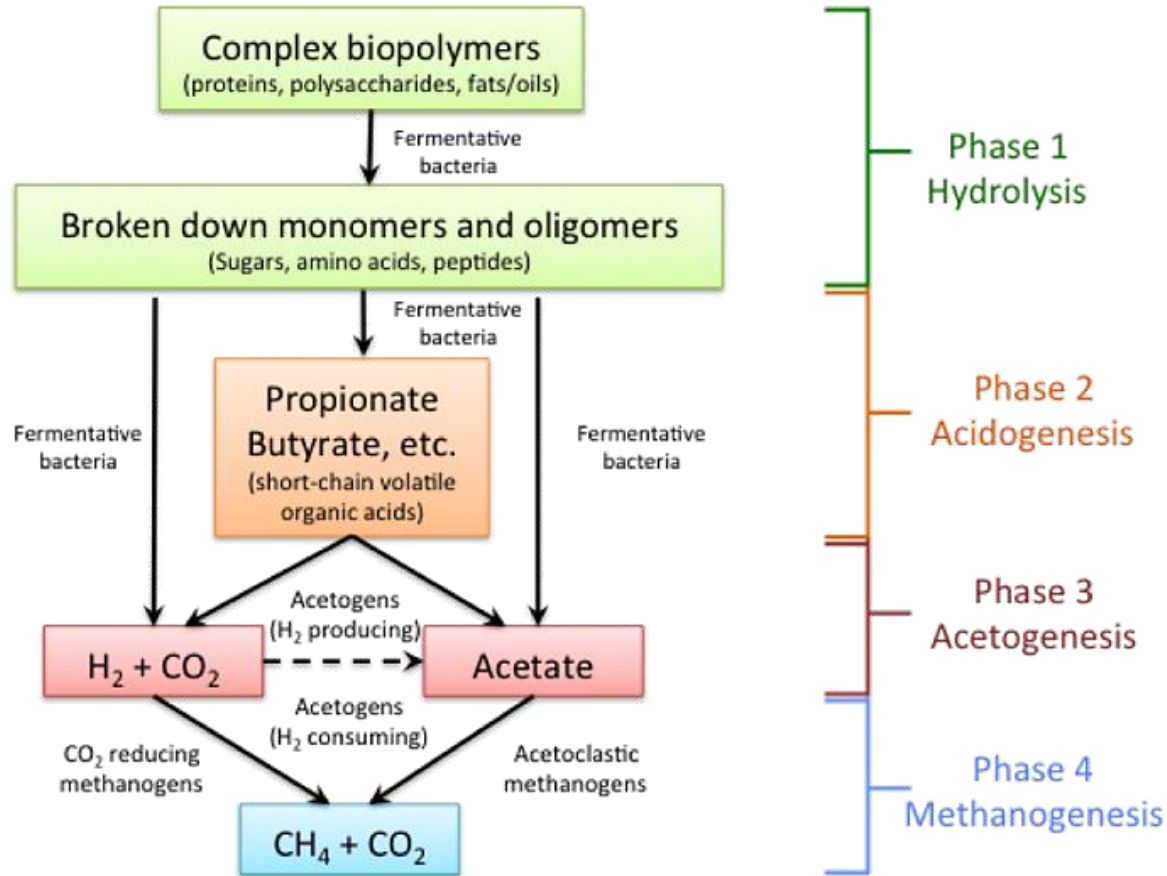 Complex biopolymers
(proteins, polysaccharides, fats/oils)
Fermentative
bacteria
Phase 1
Hydrolysis
Broken down monomers and oligomers
(Sugars, amino acids, peptides)
Fermentative
bacteria
Propionate
Butyrate, etc.
(short-chain volatile
organic acids)
Fermentative
bacteria
Fermentative
bacteria
Phase 2
Acidogenesis
Acetogens
(H₂ producing)
H₂ + CO₂
Acetate
Phase 3
Acetogenesis
Acetogens
(H₂ consuming)
CO₂ reducing
methanogens
Acetoclastic
methanogens
Phase 4
Methanogenesis
CH₄ + CO₂